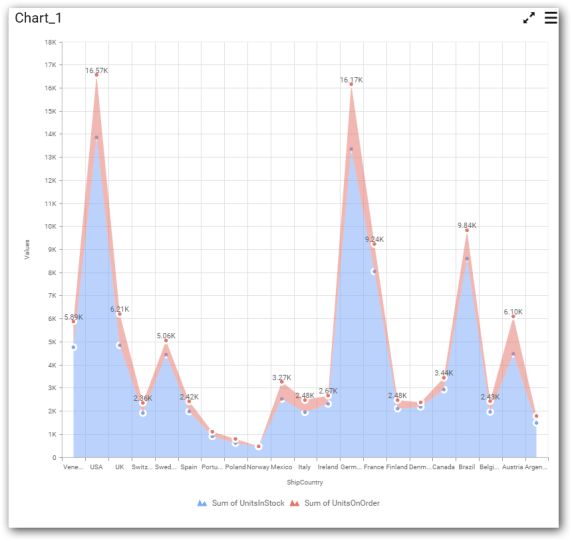 Chart_1
18K
17K
16K
15K
14K
13K
12K
11K
10K
9K
8K
7K
6K
5K
4K
3K
2K
1K
0
Values
5.89K
16.57K
6.21K
2.36K
5.06K
2.42K
3.27K
2.48K
2.67K
16.17K
9.24K
2.48K
3.44K
9.84K
2.43K
6.10K
Vene... USA UK Switz... Swed... Spain Portu... Poland Norway Mexico Italy Ireland Germ... France Finland Denm... Canada Brazil Belgi... Austria Argen...
ShipCountry
Sum of UnitsInStock Sum of UnitsOnOrder